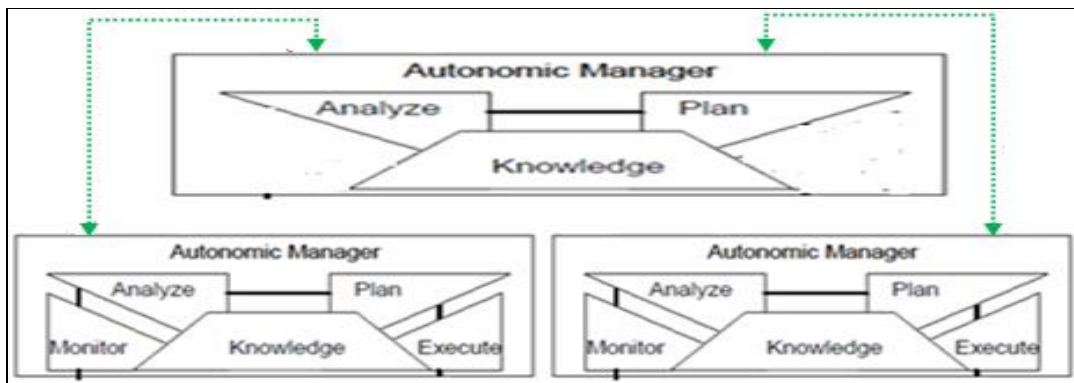 Autonomic Manager
Analyze Plan
Knowledge
Autonomic Manager
Analyze Plan
Monitor Knowledge Execute
Autonomic Manager
Analyze Plan
Monitor Knowledge Execute